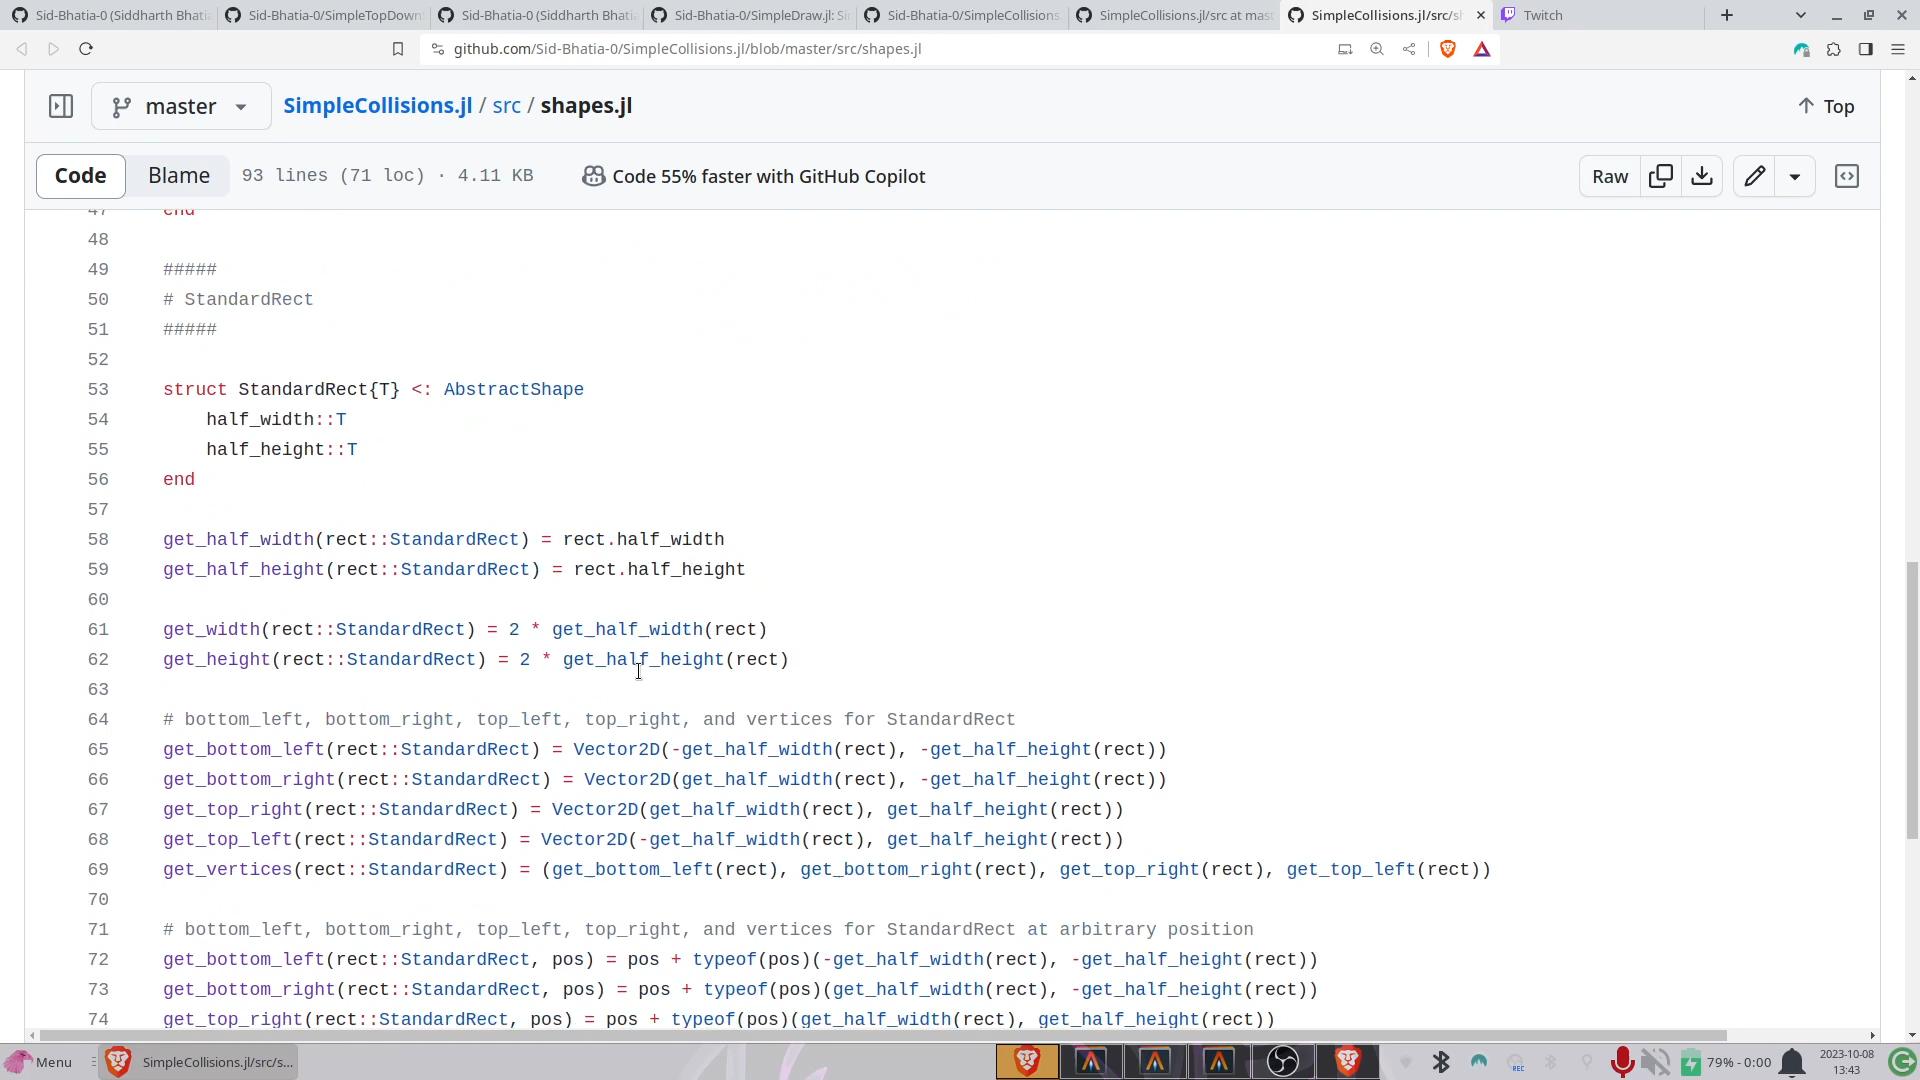 Sid-Bhatia-0 (Siddharth Bhatia
Sid-Bhatia-0/SimpleTopDown
Sid-Bhatia-0 (Siddharth Bhatia
Sid-Bhatia-0/SimpleDraw.jl: Si
Sid-Bhatia-0/SimpleCollisions.
SimpleCollisions.jl/src at mast
SimpleCollisions.jl/src/sh
Twitch
github.com/Sid-Bhatia-0/SimpleCollisions.jl/blob/master/src/shapes.jl
master
SimpleCollisions.jl / src / shapes.jl
Top
Code
Blame
93 lines (71 loc) · 4.11 KB
Code 55% faster with GitHub Copilot
Raw
47 end
48
49 #####
50 # StandardRect
51 #####
52
53 struct StandardRect{T} <: AbstractShape
54 half_width::T
55 half_height::T
56 end
57
58 get_half_width(rect::StandardRect) = rect.half_width
59 get_half_height(rect::StandardRect) = rect.half_height
60
61 get_width(rect::StandardRect) = 2 * get_half_width(rect)
62 get_height(rect::StandardRect) = 2 * get_half_height(rect)
63
64 # bottom_left, bottom_right, top_left, top_right, and vertices for StandardRect
65 get_bottom_left(rect::StandardRect) = Vector2D(-get_half_width(rect), -get_half_height(rect))
66 get_bottom_right(rect::StandardRect) = Vector2D(get_half_width(rect), -get_half_height(rect))
67 get_top_right(rect::StandardRect) = Vector2D(get_half_width(rect), get_half_height(rect))
68 get_top_left(rect::StandardRect) = Vector2D(-get_half_width(rect), get_half_height(rect))
69 get_vertices(rect::StandardRect) = (get_bottom_left(rect), get_bottom_right(rect), get_top_right(rect), get_top_left(rect))
70
71 # bottom_left, bottom_right, top_left, top_right, and vertices for StandardRect at arbitrary position
72 get_bottom_left(rect::StandardRect, pos) = pos + typeof(pos)(-get_half_width(rect), -get_half_height(rect))
73 get_bottom_right(rect::StandardRect, pos) = pos + typeof(pos)(get_half_width(rect), -get_half_height(rect))
74 get_top_right(rect::StandardRect, pos) = pos + typeof(pos)(get_half_width(rect), get_half_height(rect))
Menu
SimpleCollisions.jl/src/s...
REC
79% - 0:00
2023-10-08
13:43